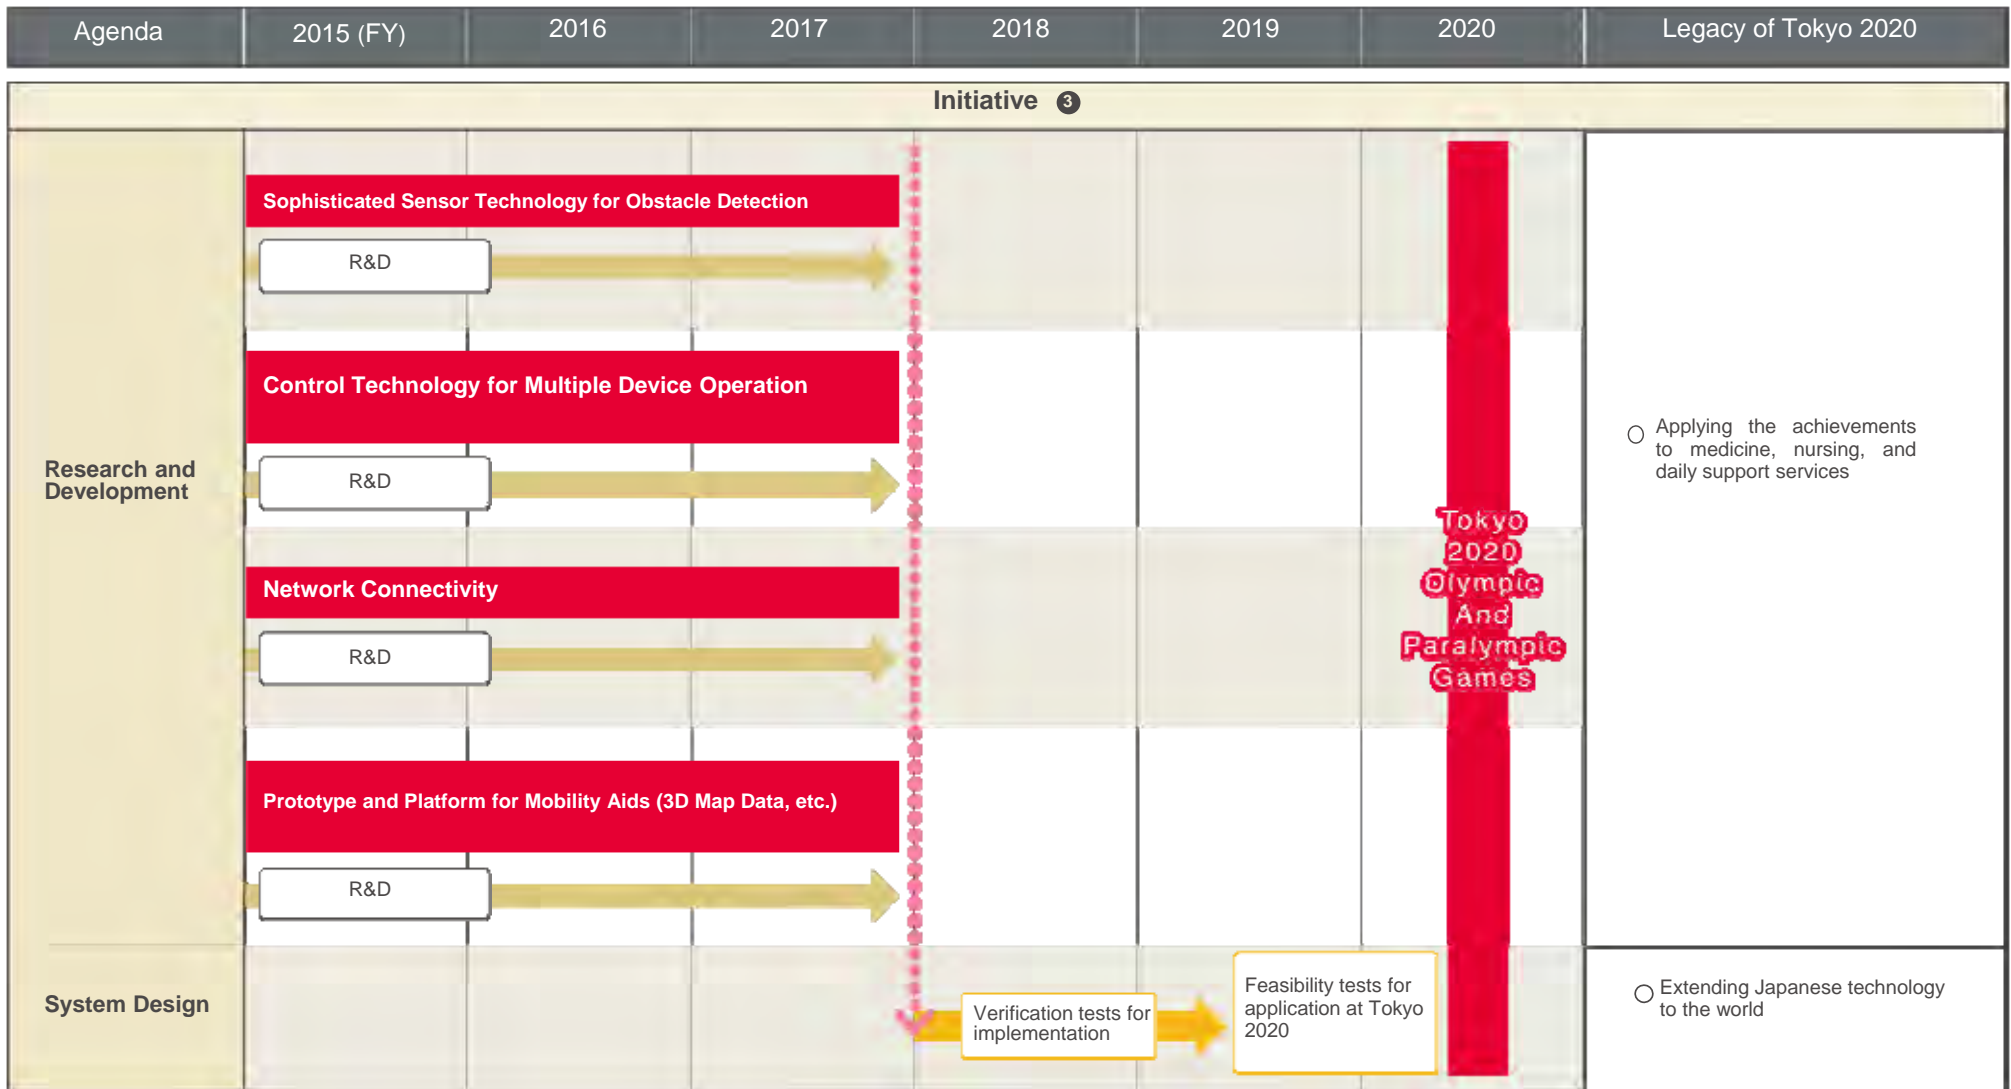 Agenda
2015 (FY)
2016
2017
2018
2019
2020
Legacy of Tokyo 2020
Initiative ❸
Research and
Development
Sophisticated Sensor Technology for Obstacle Detection
R&D
Control Technology for Multiple Device Operation
R&D
Network Connectivity
R&D
Prototype and Platform for Mobility Aids (3D Map Data, etc.)
R&D
Tokyo
2020
Olympic
And
Paralympic
Games
○ Applying the achievements
to medicine, nursing, and
daily support services
System Design
Verification tests for
implementation
Feasibility tests for
application at Tokyo
2020
○ Extending Japanese technology
to the world